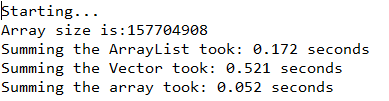 Starting...
Array size is:157704908
Summing the ArrayList took: 0.172 seconds
Summing the Vector took: 0.521 seconds
Summing the array took: 0.052 seconds